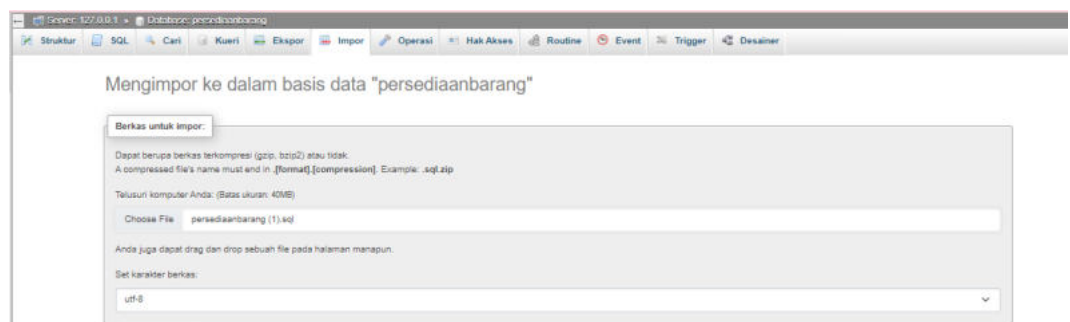 Server: 127.0.0.1 » Database: persediaanbarang
Struktur SQL Cari Kueri Ekspor Impor Operasi Hak Akses Routine Event Trigger Desainer
Mengimpor ke dalam basis data "persediaanbarang"
Berkas untuk impor:
Dapat berupa berkas terkompresi (gzip, bzip2) atau tidak.
A compressed file's name must end in .[format].[compression]. Example: .sql.zip
Telusuri komputer Anda: (Batas ukuran: 40MB)
Choose File persediaanbarang (1).sql
Anda juga dapat drag dan drop sebuah file pada halaman manapun.
Set karakter berkas:
utf-8